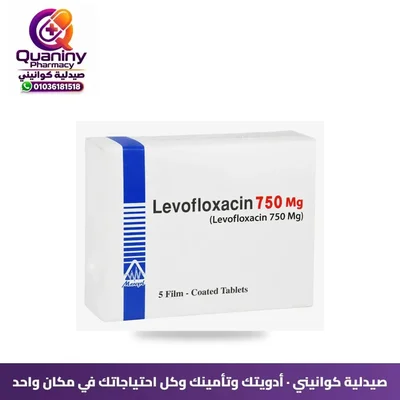 Quaniny
Pharmacy
صيدلية كوانيني
01036181518
Levofloxacin 750 Mg
(Levofloxacin 750 Mg)
5 Film - Coated Tablets
صيدلية كوانيني - أدويتك وتأمينك وكل احتياجاتك في مكان واحد